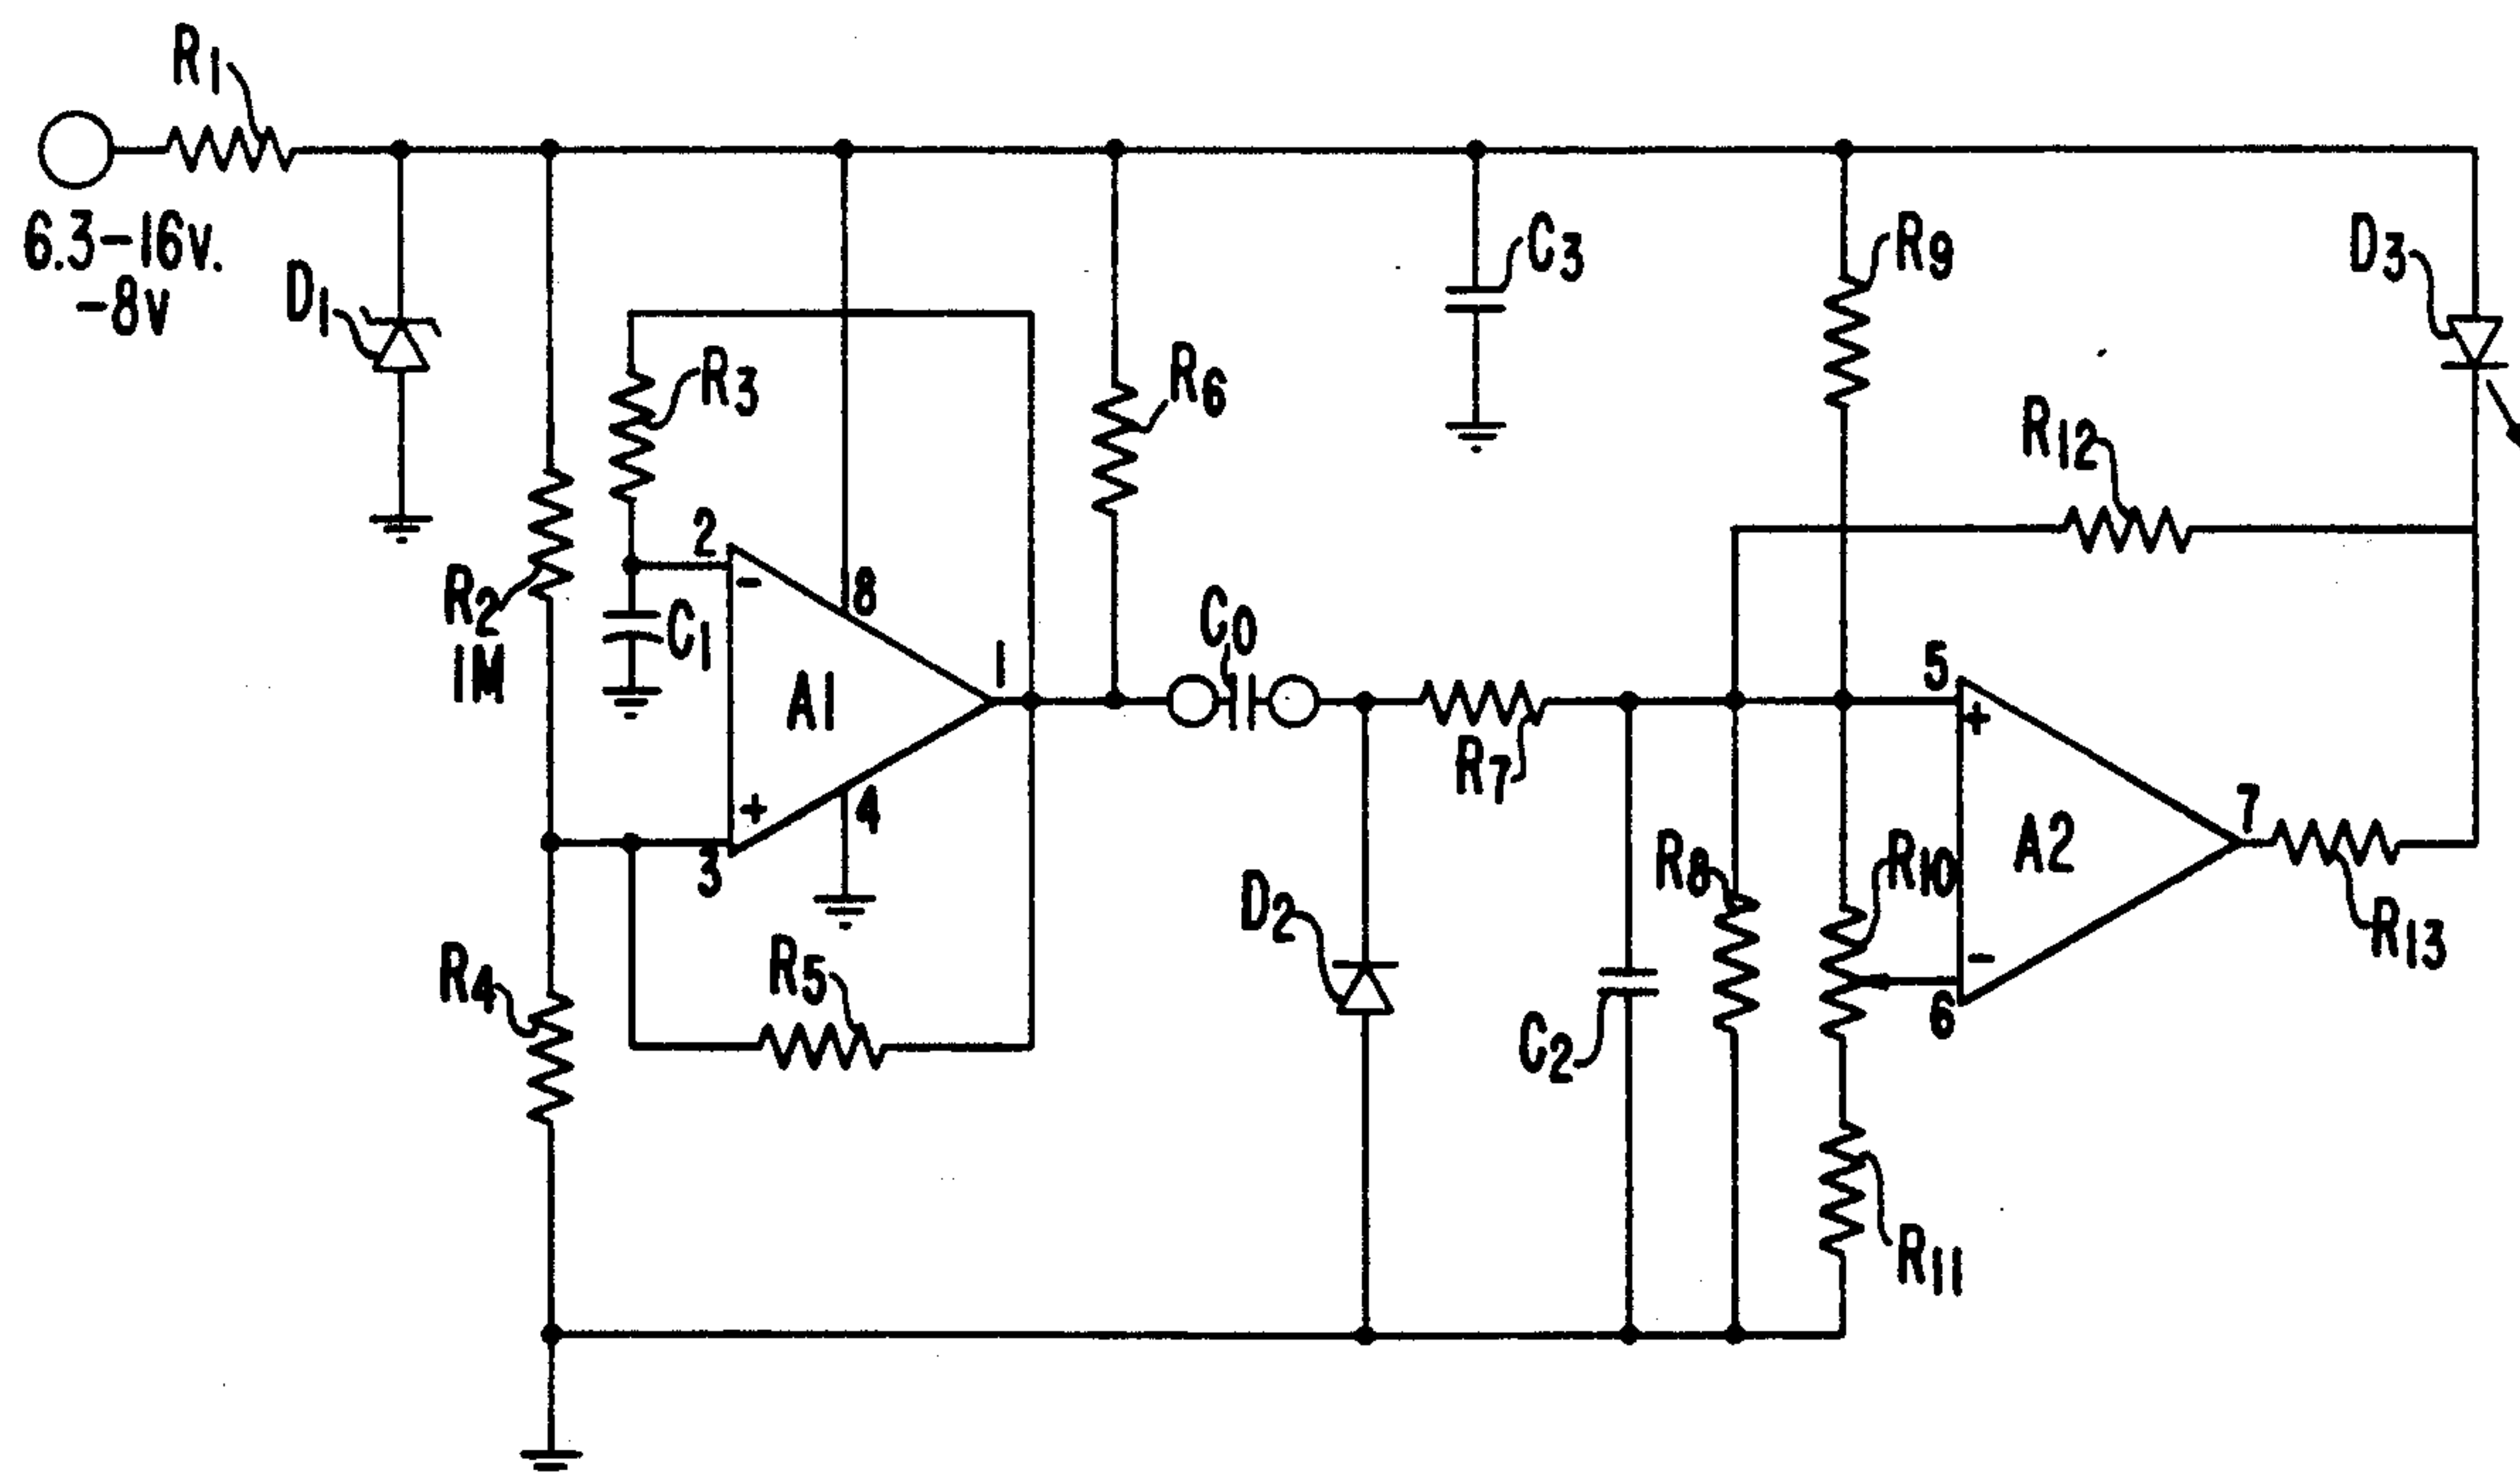 R1
6.3-16V.
-8V
D1
R2
1M
R3
2
-
C1
8
A1
1
+
3
4
R4
R5
R6
C0
C3
R7
D2
C2
R8
R9
R10
R11
R12
5
+
A2
7
-
6
R13
D3